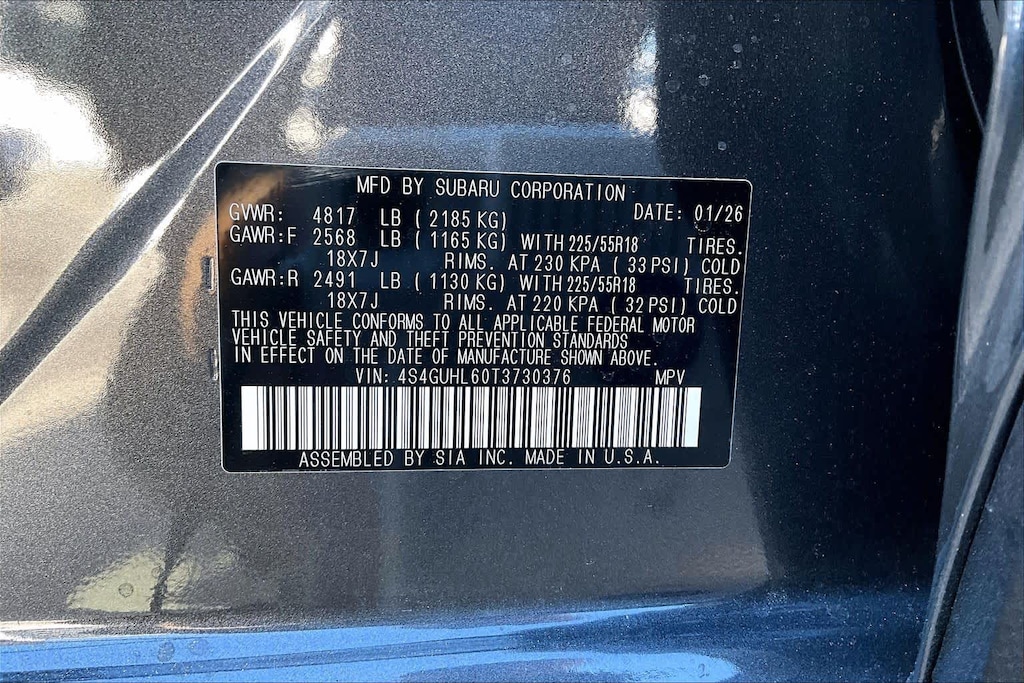 MFD BY SUBARU CORPORATION
GVWR: 4817 LB (2185 KG) DATE: 01/26
GAWR:F 2568 LB (1165 KG) WITH 225/55R18 TIRES.
18X7J RIMS. AT 230 KPA (33 PSI) COLD
GAWR:R 2491 LB (1130 KG) WITH 225/55R18 TIRES.
18X7J RIMS. AT 220 KPA (32 PSI) COLD
THIS VEHICLE CONFORMS TO ALL APPLICABLE FEDERAL MOTOR
VEHICLE SAFETY AND THEFT PREVENTION STANDARDS
IN EFFECT ON THE DATE OF MANUFACTURE SHOWN ABOVE.
VIN: 4S4GUHL60T3730376 MPV
ASSEMBLED BY SIA INC. MADE IN U.S.A.